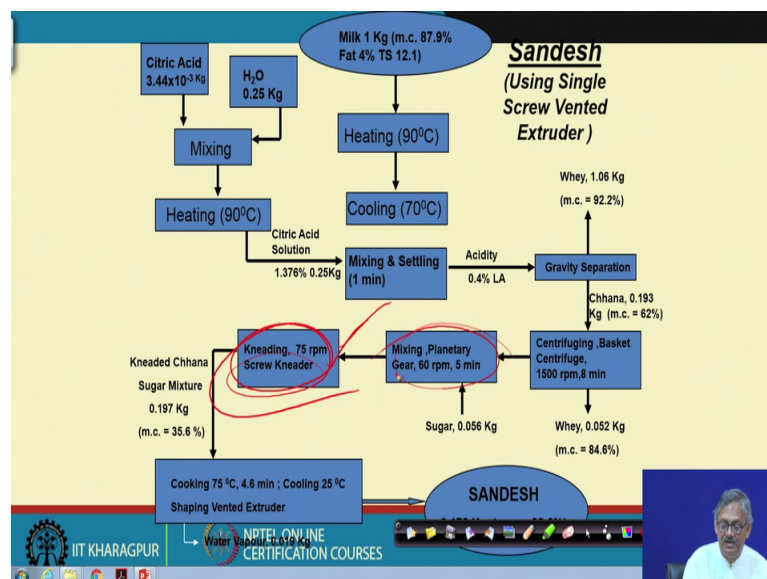 Sandesh
(Using Single
Screw Vented
Extruder )
Milk 1 Kg (m.c. 87.9%
Fat 4% TS 12.1)
Citric Acid
3.44x10⁻³ Kg
H₂O
0.25 Kg
Mixing
Heating (90⁰C)
Heating (90⁰C)
Cooling (70⁰C)
Citric Acid
Solution
1.376% 0.25Kg
Mixing & Settling
(1 min)
Acidity
0.4% LA
Gravity Separation
Whey, 1.06 Kg
(m.c. = 92.2%)
Chhana, 0.193
Kg (m.c. = 62%)
Centrifuging ,Basket
Centrifuge,
1500 rpm,8 min
Whey, 0.052 Kg
(m.c. = 84.6%)
Mixing ,Planetary
Gear, 60 rpm, 5 min
Sugar, 0.056 Kg
Kneading, 75 rpm
Screw Kneader
Kneaded Chhana
Sugar Mixture
0.197 Kg
(m.c. = 35.6 %)
Cooking 75 ⁰C, 4.6 min ; Cooling 25 ⁰C
Shaping Vented Extruder
Water Vapour, 0.019 Kg
SANDESH
IIT KHARAGPUR
NPTEL ONLINE
CERTIFICATION COURSES